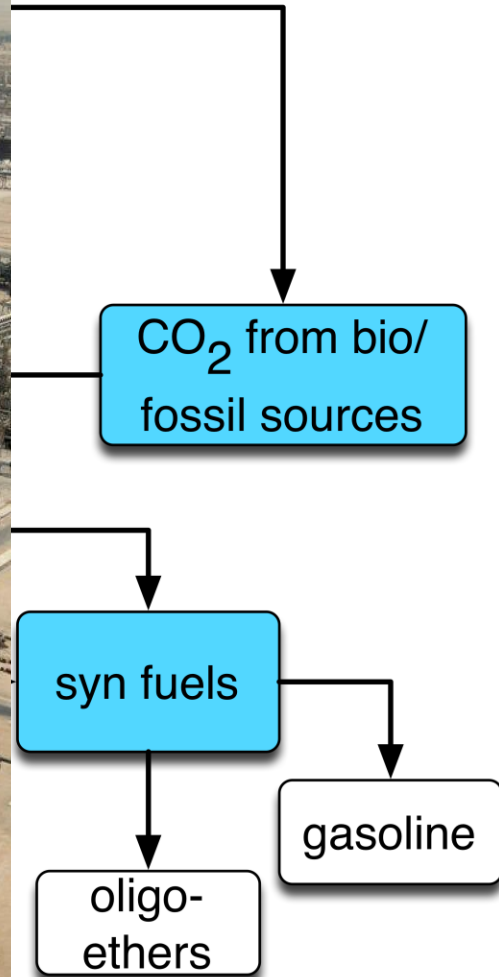 CO2 from bio/
fossil sources
syn fuels
gasoline
oligo-
ethers